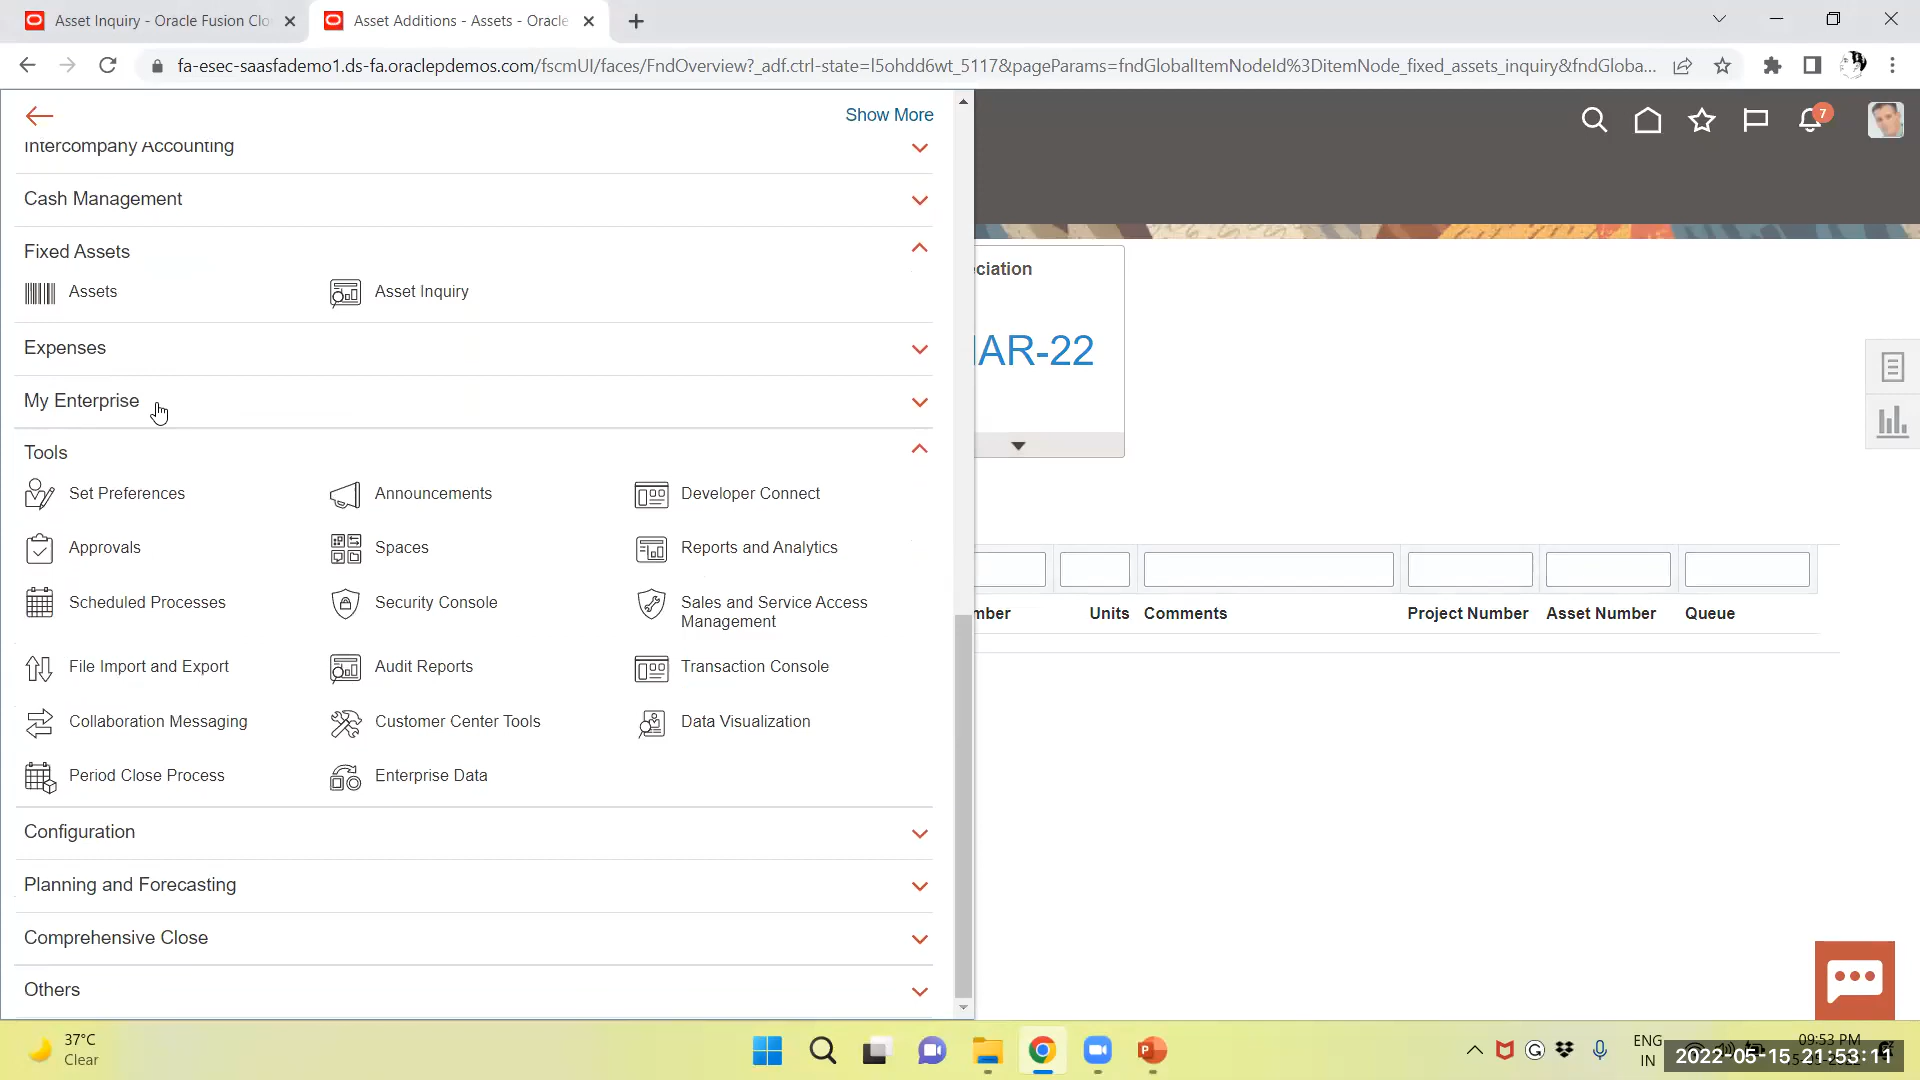 Asset Inquiry - Oracle Fusion Clo
Asset Additions - Assets - Oracle
fa-esec-saasfademo1.ds-fa.oraclepdemos.com/fscmUI/faces/FndOverview?_adf.ctrl-state=l5ohdd6wt_5117&pageParams=fndGlobalItemNodeId%3DitemNode_fixed_assets_inquiry&fndGloba...
Show More
7
Intercompany Accounting
Cash Management
Fixed Assets
Assets
Asset Inquiry
ciation
Expenses
AR-22
My Enterprise
Tools
Set Preferences
Announcements
Developer Connect
Approvals
Spaces
Reports and Analytics
Scheduled Processes
Security Console
Sales and Service Access
Management
mber
Units
Comments
Project Number
Asset Number
Queue
File Import and Export
Audit Reports
Transaction Console
Collaboration Messaging
Customer Center Tools
Data Visualization
Period Close Process
Enterprise Data
Configuration
Planning and Forecasting
Comprehensive Close
Others
37°C
Clear
ENG
IN
09:53 PM
2022-05-15 21:53:11